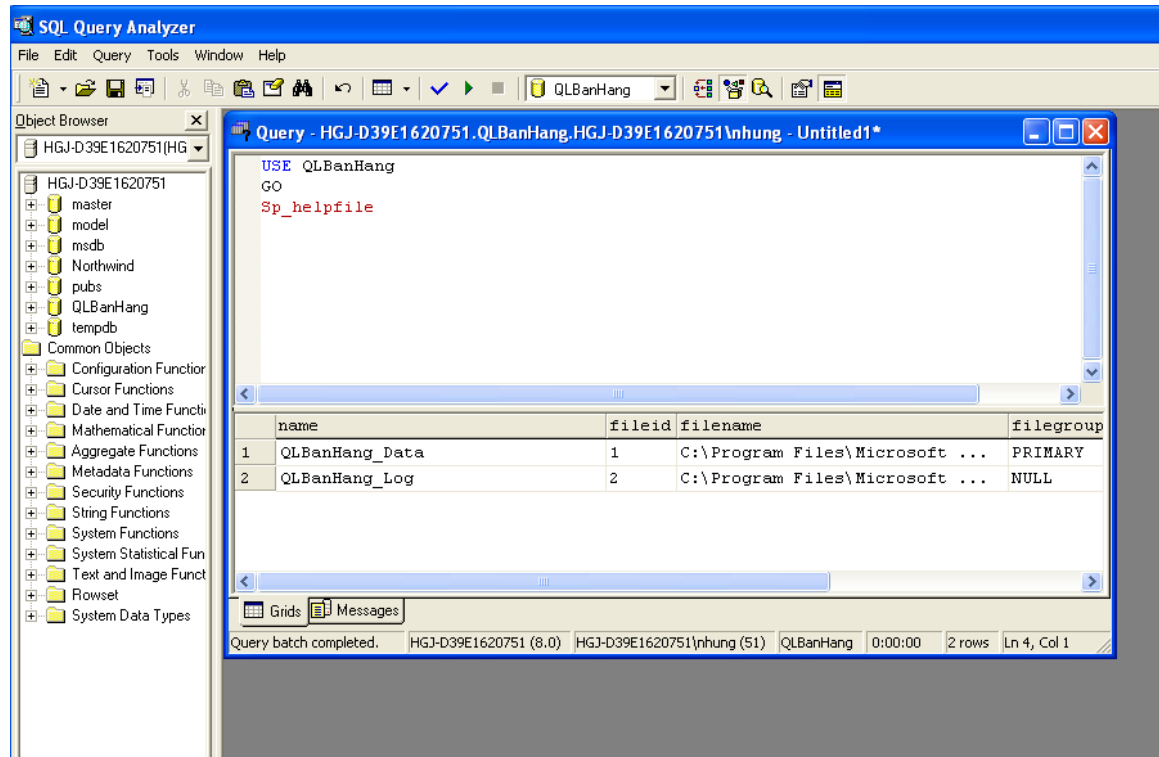 SQL Query Analyzer
File Edit Query Tools Window Help
QLBanHang
Object Browser
HGJ-D39E1620751(HG
HGJ-D39E1620751
master
model
msdb
Northwind
pubs
QLBanHang
tempdb
Common Objects
Configuration Function
Cursor Functions
Date and Time Functi
Mathematical Function
Aggregate Functions
Metadata Functions
Security Functions
String Functions
System Functions
System Statistical Fun
Text and Image Funct
Rowset
System Data Types
Query - HGJ-D39E1620751.QLBanHang.HGJ-D39E1620751\nhung - Untitled1*
USE QLBanHang
GO
Sp_helpfile
name fileid filename filegroup
1 QLBanHang_Data 1 C:\Program Files\Microsoft ... PRIMARY
2 QLBanHang_Log 2 C:\Program Files\Microsoft ... NULL
Grids Messages
Query batch completed. HGJ-D39E1620751 (8.0) HGJ-D39E1620751\nhung (51) QLBanHang 0:00:00 2 rows Ln 4, Col 1